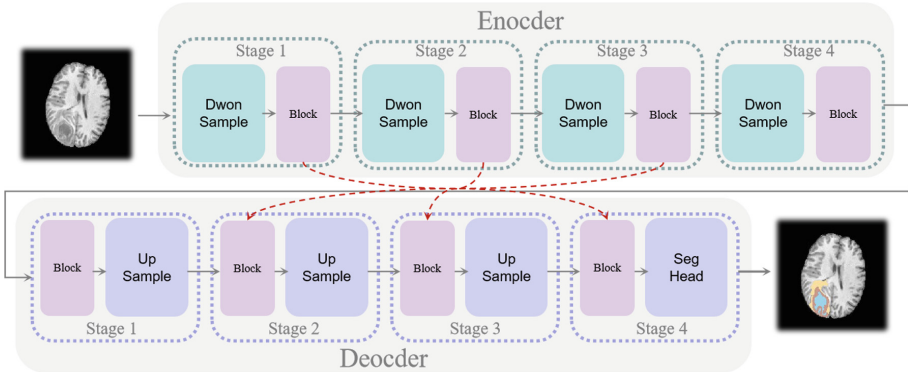 Enocder
Stage 1
Stage 2
Stage 3
Stage 4
Dwon
Sample
Block
Dwon
Sample
Block
Dwon
Sample
Block
Dwon
Sample
Block
Block
Up
Sample
Block
Up
Sample
Block
Up
Sample
Block
Seg
Head
Stage 1
Stage 2
Stage 3
Stage 4
Deocder